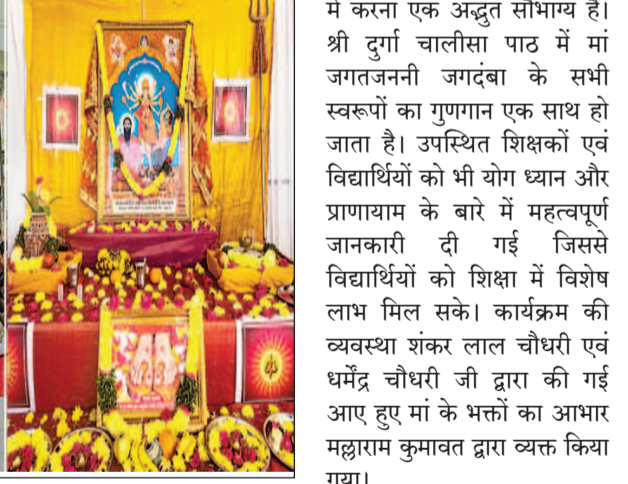 में करना एक अद्भुत सौभाग्य है।
श्री दुर्गा चालीसा पाठ में मां
जगतजननी जगदंबा के सभी
स्वरूपों का गुणगान एक साथ हो
जाता है। उपस्थित शिक्षकों एवं
विद्यार्थियों को भी योग ध्यान और
प्राणायाम के बारे में महत्वपूर्ण
जानकारी दी गई जिससे
विद्यार्थियों को शिक्षा में विशेष
लाभ मिल सके। कार्यक्रम की
व्यवस्था शंकर लाल चौधरी एवं
धर्मेंद्र चौधरी जी द्वारा की गई
आए हुए मां के भक्तों का आभार
मल्लाराम कुमावत द्वारा व्यक्त किया
गया।